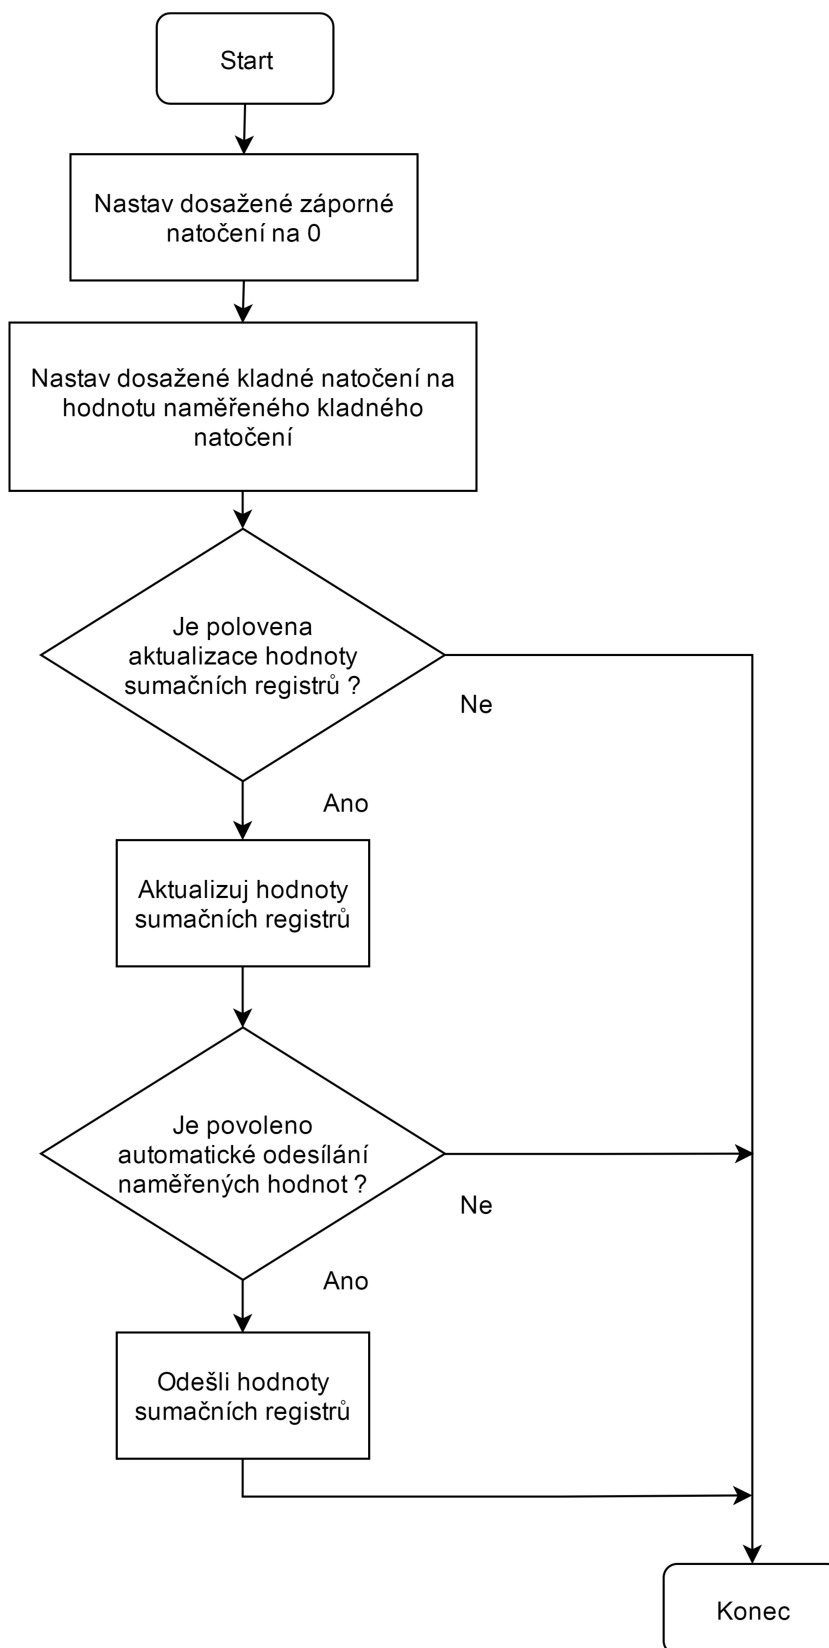 Start
Nastav dosažené záporné
natočení na 0
Nastav dosažené kladné natočení na
hodnotu naměřeného kladného
natočení
Je polovena
aktualizace hodnoty
sumačních registrů ?
Ne
Ano
Aktualizuj hodnoty
sumačních registrů
Je povoleno
automatické odesílání
naměřených hodnot ?
Ne
Ano
Odešli hodnoty
sumačních registrů
Konec